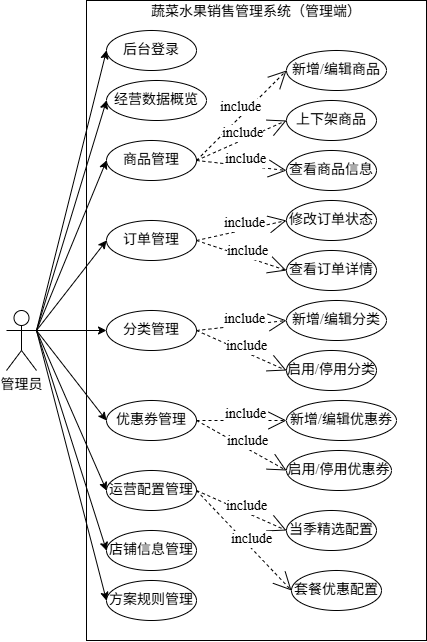 蔬菜水果销售管理系统（管理端）
后台登录
经营数据概览
商品管理
订单管理
分类管理
优惠券管理
运营配置管理
店铺信息管理
方案规则管理
管理员
include
新增/编辑商品
include
上下架商品
include
查看商品信息
include
修改订单状态
include
查看订单详情
include
新增/编辑分类
include
启用/停用分类
include
新增/编辑优惠券
include
启用/停用优惠券
include
当季精选配置
include
套餐优惠配置